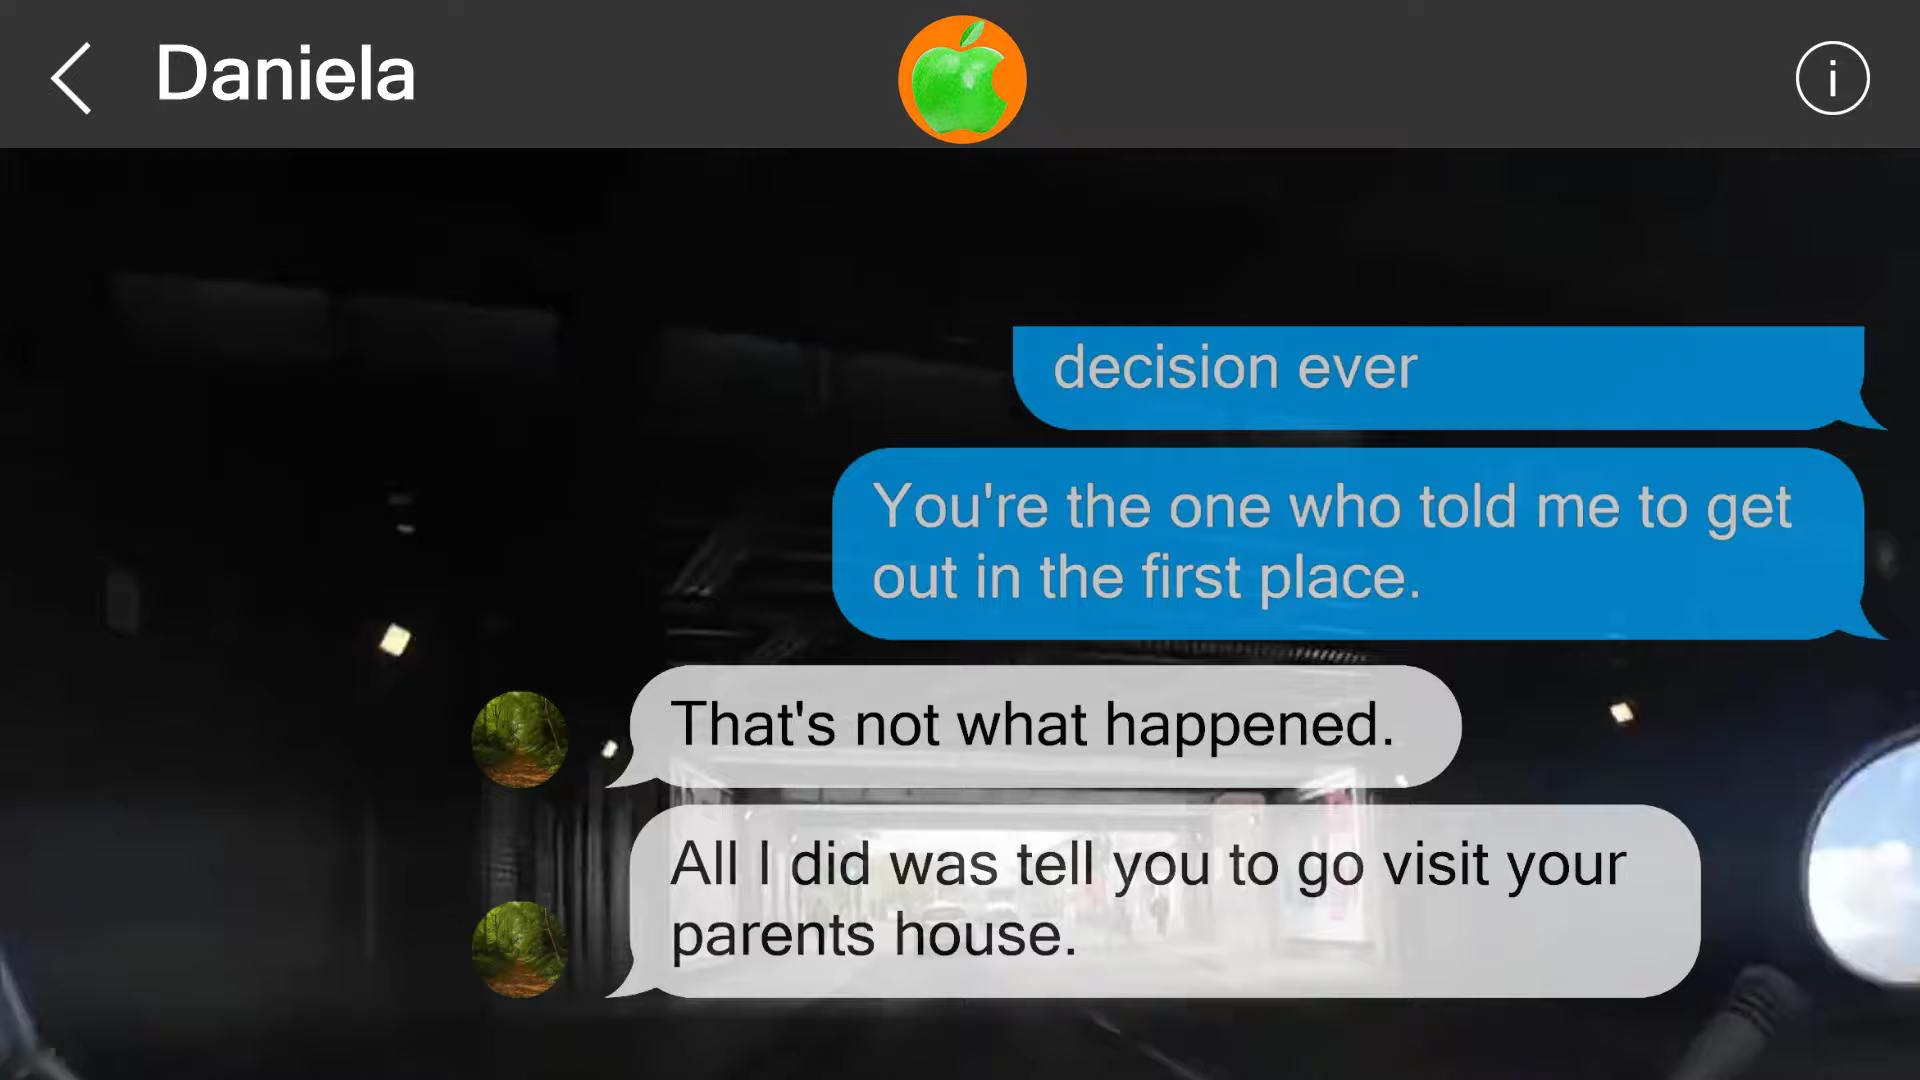 Daniela
decision ever
You're the one who told me to get
out in the first place.
That's not what happened.
All I did was tell you to go visit your
parents house.